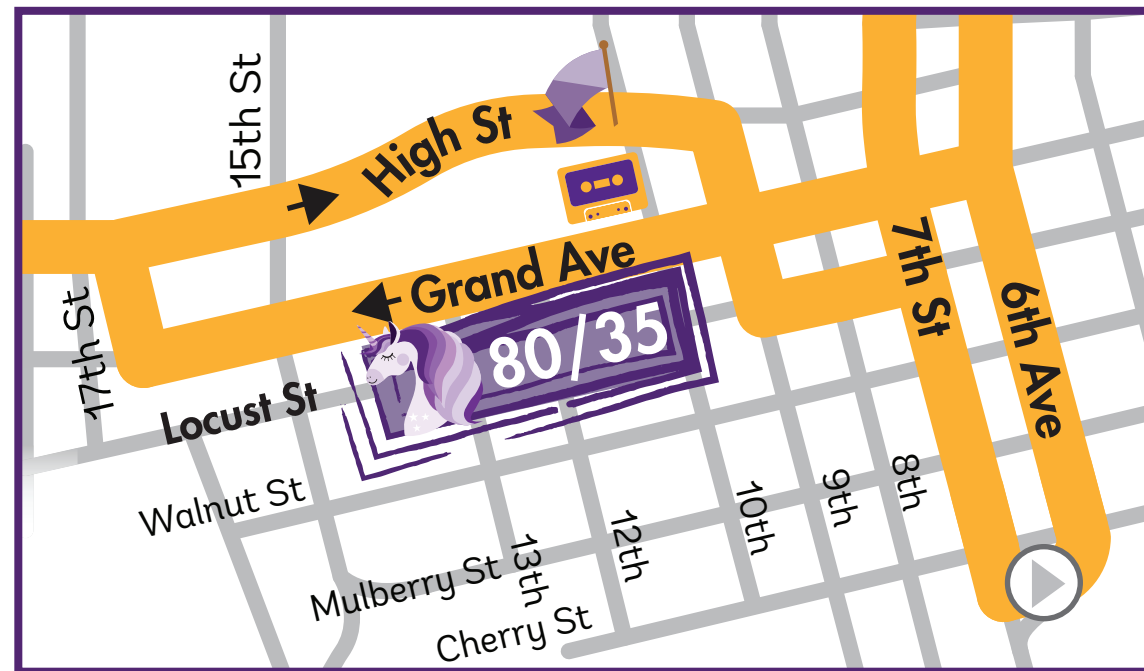 15th St
High St
Grand Ave
7th St
6th Ave
17th St
80/35
Locust St
Walnut St
10th
9th
8th
13th
12th
Mulberry St
Cherry St